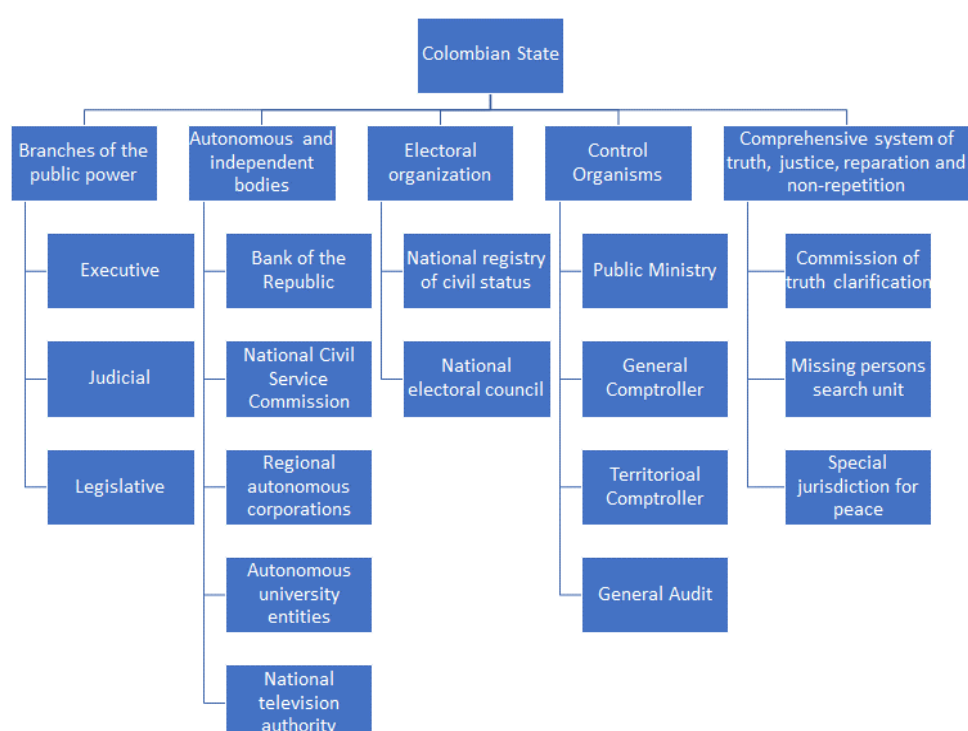 Colombian State
Branches of the
public power
Autonomous and
independent
bodies
Electoral
organization
Control
Organisms
Comprehensive system of
truth, justice, reparation and
non-repetition
Executive
Judicial
Legislative
Bank of the
Republic
National Civil
Service
Commission
Regional
autonomous
corporations
Autonomous
university
entities
National
television
authority
National registry
of civil status
National
electoral council
Public Ministry
General
Comptroller
Territorioal
Comptroller
General Audit
Commission of
truth clarification
Missing persons
search unit
Special
jurisdiction for
peace